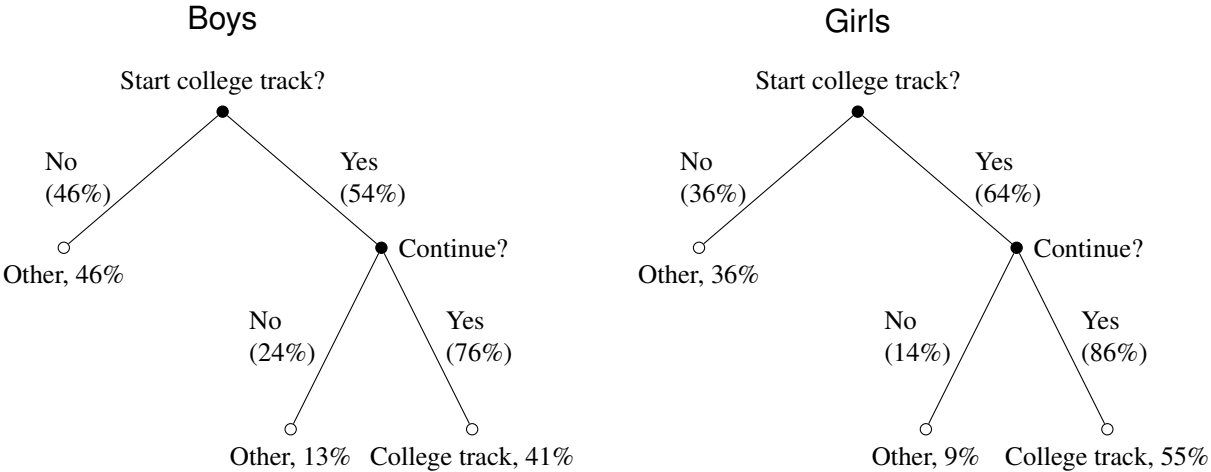 Boys
Start college track?
No
(46%)
Yes
(54%)
Other, 46%
Continue?
No
(24%)
Yes
(76%)
Other, 13%
College track, 41%
Girls
Start college track?
No
(36%)
Yes
(64%)
Other, 36%
Continue?
No
(14%)
Yes
(86%)
Other, 9%
College track, 55%